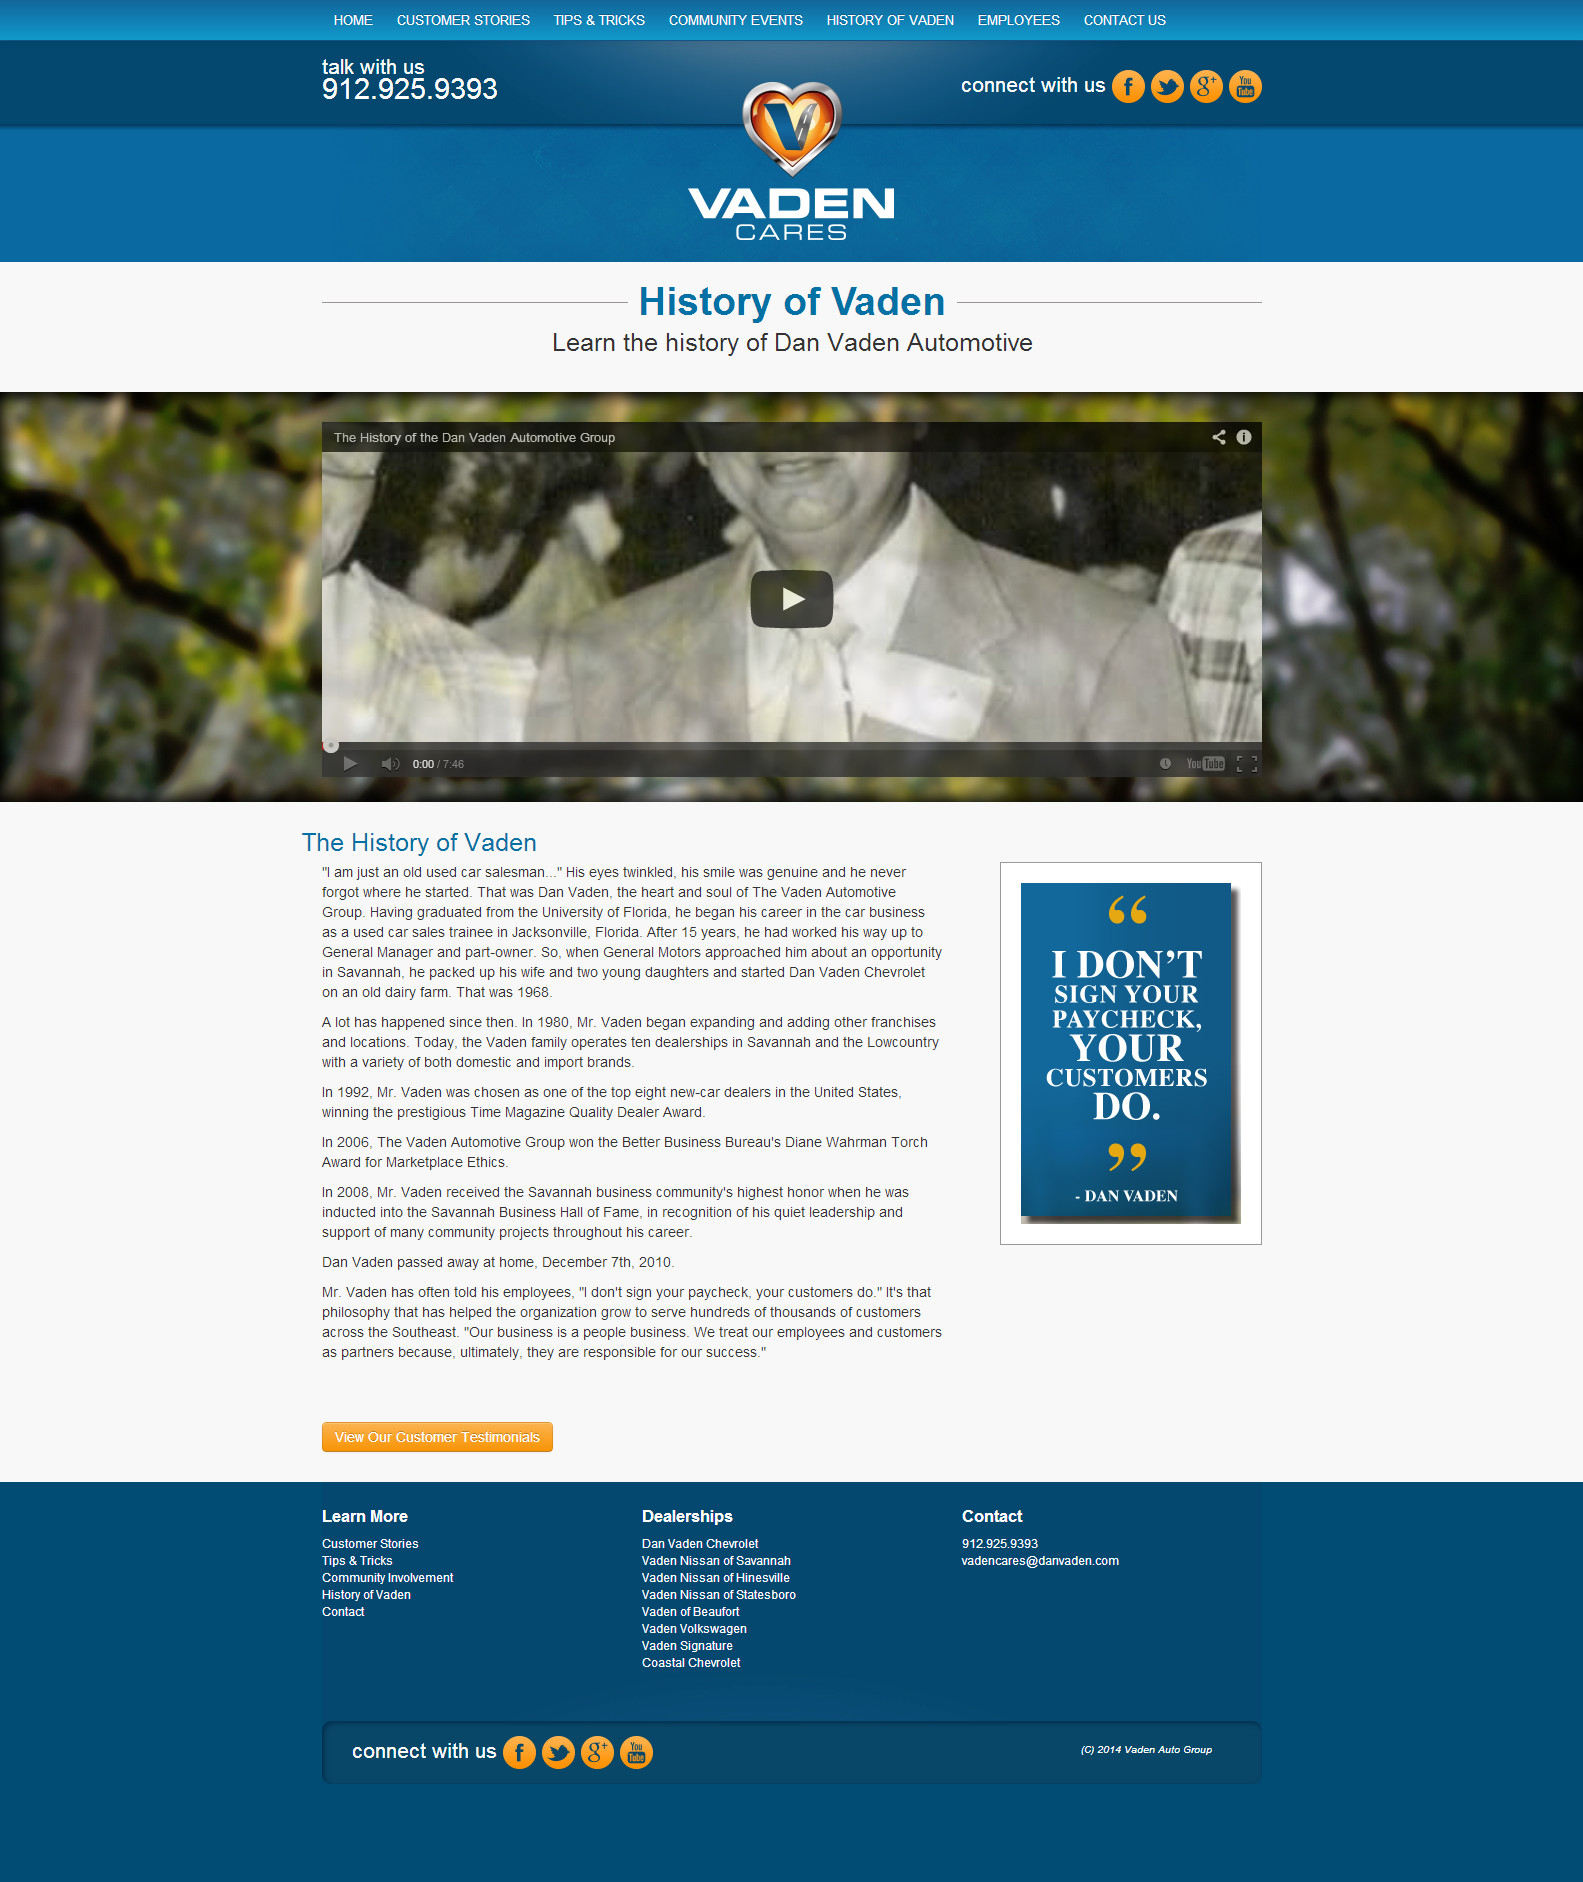 HOME CUSTOMER STORIES TIPS & TRICKS COMMUNITY EVENTS HISTORY OF VADEN EMPLOYEES CONTACT US
talk with us
912.925.9393
connect with us
You
Tube
V
VADEN
CARES
History of Vaden
Learn the history of Dan Vaden Automotive
The History of the Dan Vaden Automotive Group
0:00 / 7:46
YouTube
The History of Vaden
"I am just an old used car salesman..." His eyes twinkled, his smile was genuine and he never
forgot where he started. That was Dan Vaden, the heart and soul of The Vaden Automotive
Group. Having graduated from the University of Florida, he began his career in the car business
as a used car sales trainee in Jacksonville, Florida. After 15 years, he had worked his way up to
General Manager and part-owner. So, when General Motors approached him about an opportunity
in Savannah, he packed up his wife and two young daughters and started Dan Vaden Chevrolet
on an old dairy farm. That was 1968.
A lot has happened since then. In 1980, Mr. Vaden began expanding and adding other franchises
and locations. Today, the Vaden family operates ten dealerships in Savannah and the Lowcountry
with a variety of both domestic and import brands.
In 1992, Mr. Vaden was chosen as one of the top eight new-car dealers in the United States,
winning the prestigious Time Magazine Quality Dealer Award.
In 2006, The Vaden Automotive Group won the Better Business Bureau's Diane Wahrman Torch
Award for Marketplace Ethics.
In 2008, Mr. Vaden received the Savannah business community's highest honor when he was
inducted into the Savannah Business Hall of Fame, in recognition of his quiet leadership and
support of many community projects throughout his career.
Dan Vaden passed away at home, December 7th, 2010.
Mr. Vaden has often told his employees, "I don't sign your paycheck, your customers do." It's that
philosophy that has helped the organization grow to serve hundreds of thousands of customers
across the Southeast. "Our business is a people business. We treat our employees and customers
as partners because, ultimately, they are responsible for our success."
“
I DON'T
SIGN YOUR
PAYCHECK,
YOUR
CUSTOMERS
DO.
”
- DAN VADEN
View Our Customer Testimonials
Learn More
Customer Stories
Tips & Tricks
Community Involvement
History of Vaden
Contact
Dealerships
Dan Vaden Chevrolet
Vaden Nissan of Savannah
Vaden Nissan of Hinesville
Vaden Nissan of Statesboro
Vaden of Beaufort
Vaden Volkswagen
Vaden Signature
Coastal Chevrolet
Contact
912.925.9393
vadencares@danvaden.com
connect with us
You
Tube
(C) 2014 Vaden Auto Group